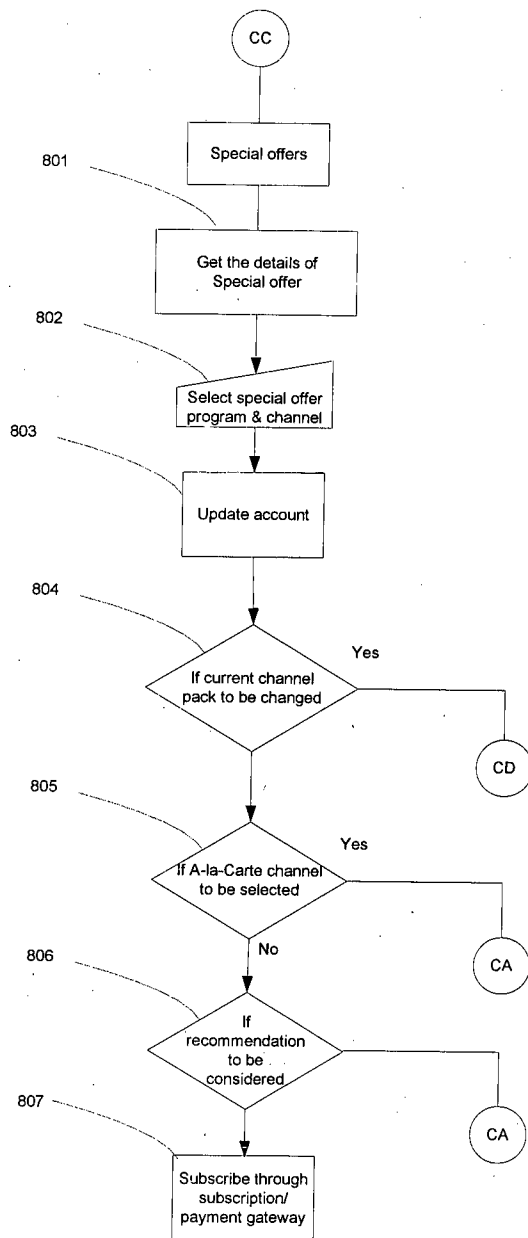 CC
Special offers
801
Get the details of
Special offer
802
Select special offer
program & channel
803
Update account
804
Yes
If current channel
pack to be changed
CD
805
Yes
If A-la-Carte channel
to be selected
No
CA
806
If
recommendation
to be
considered
CA
807
Subscribe through
subscription/
payment gateway